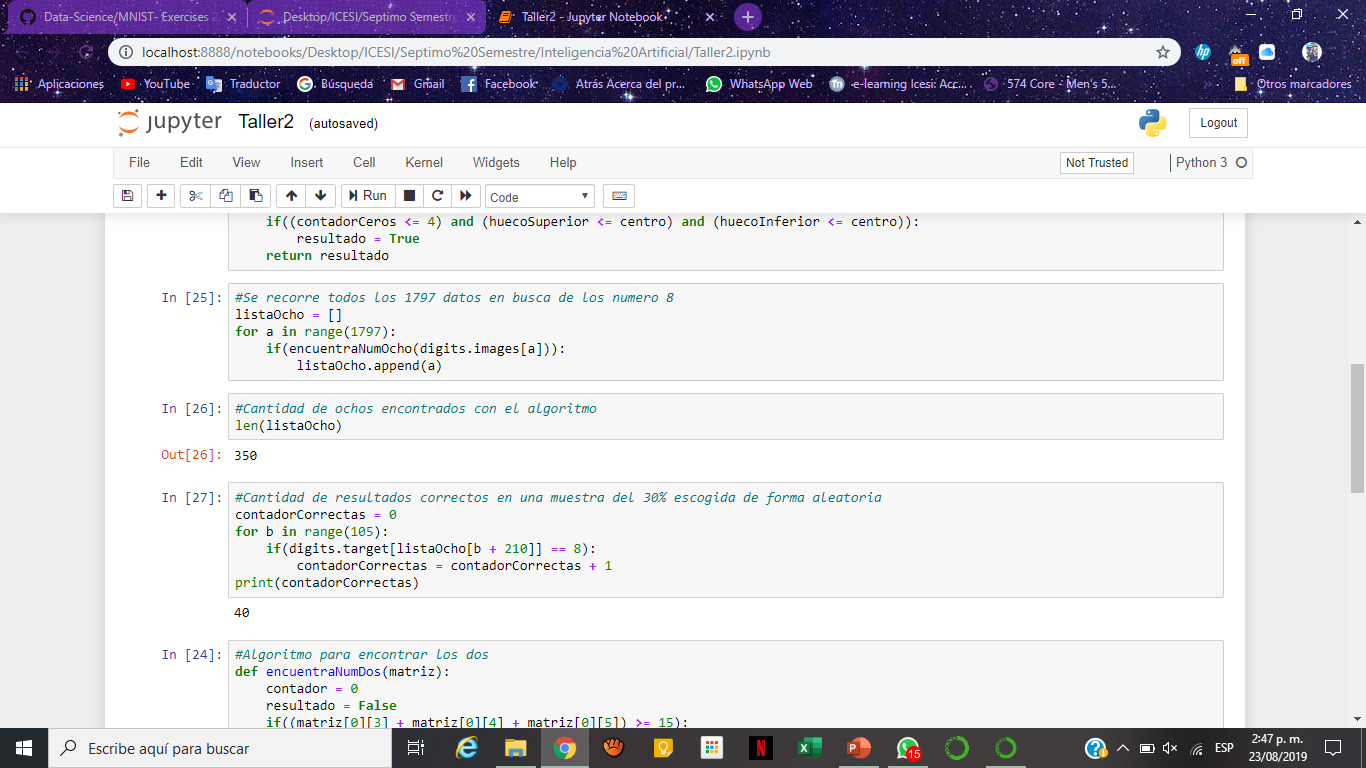 Data-Science/MNIST- Exercises 2.
Desktop/ICESI/Septimo Semestre
Taller2 - Jupyter Notebook
localhost:8888/notebooks/Desktop/ICESI/Septimo%20Semestre/Inteligencia%20Artificial/Taller2.ipynb
off
Aplicaciones
YouTube
Traductor
Búsqueda
Gmail
Facebook
Atrás Acerca del pr...
WhatsApp Web
e-learning Icesi: Acc...
574 Core - Men's 5...
Otros marcadores
jupyter Taller2 (autosaved)
Logout
File Edit View Insert Cell Kernel Widgets Help
Not Trusted
Python 3
Run
Code
    if((contadorCeros <= 4) and (huecoSuperior <= centro) and (huecoInferior <= centro)):
        resultado = True
    return resultado
In [25]: #Se recorre todos los 1797 datos en busca de los numero 8
listaOcho = []
for a in range(1797):
    if(encuentraNumOcho(digits.images[a])):
        listaOcho.append(a)
In [26]: #Cantidad de ochos encontrados con el algoritmo
len(listaOcho)
Out[26]: 350
In [27]: #Cantidad de resultados correctos en una muestra del 30% escogida de forma aleatoria
contadorCorrectas = 0
for b in range(105):
    if(digits.target[listaOcho[b + 210]] == 8):
        contadorCorrectas = contadorCorrectas + 1
print(contadorCorrectas)
40
In [24]: #Algoritmo para encontrar los dos
def encuentraNumDos(matriz):
    contador = 0
    resultado = False
    if((matriz[0][3] + matriz[0][4] + matriz[0][5]) >= 15):
Escribe aquí para buscar
15
ESP
2:47 p. m.
23/08/2019